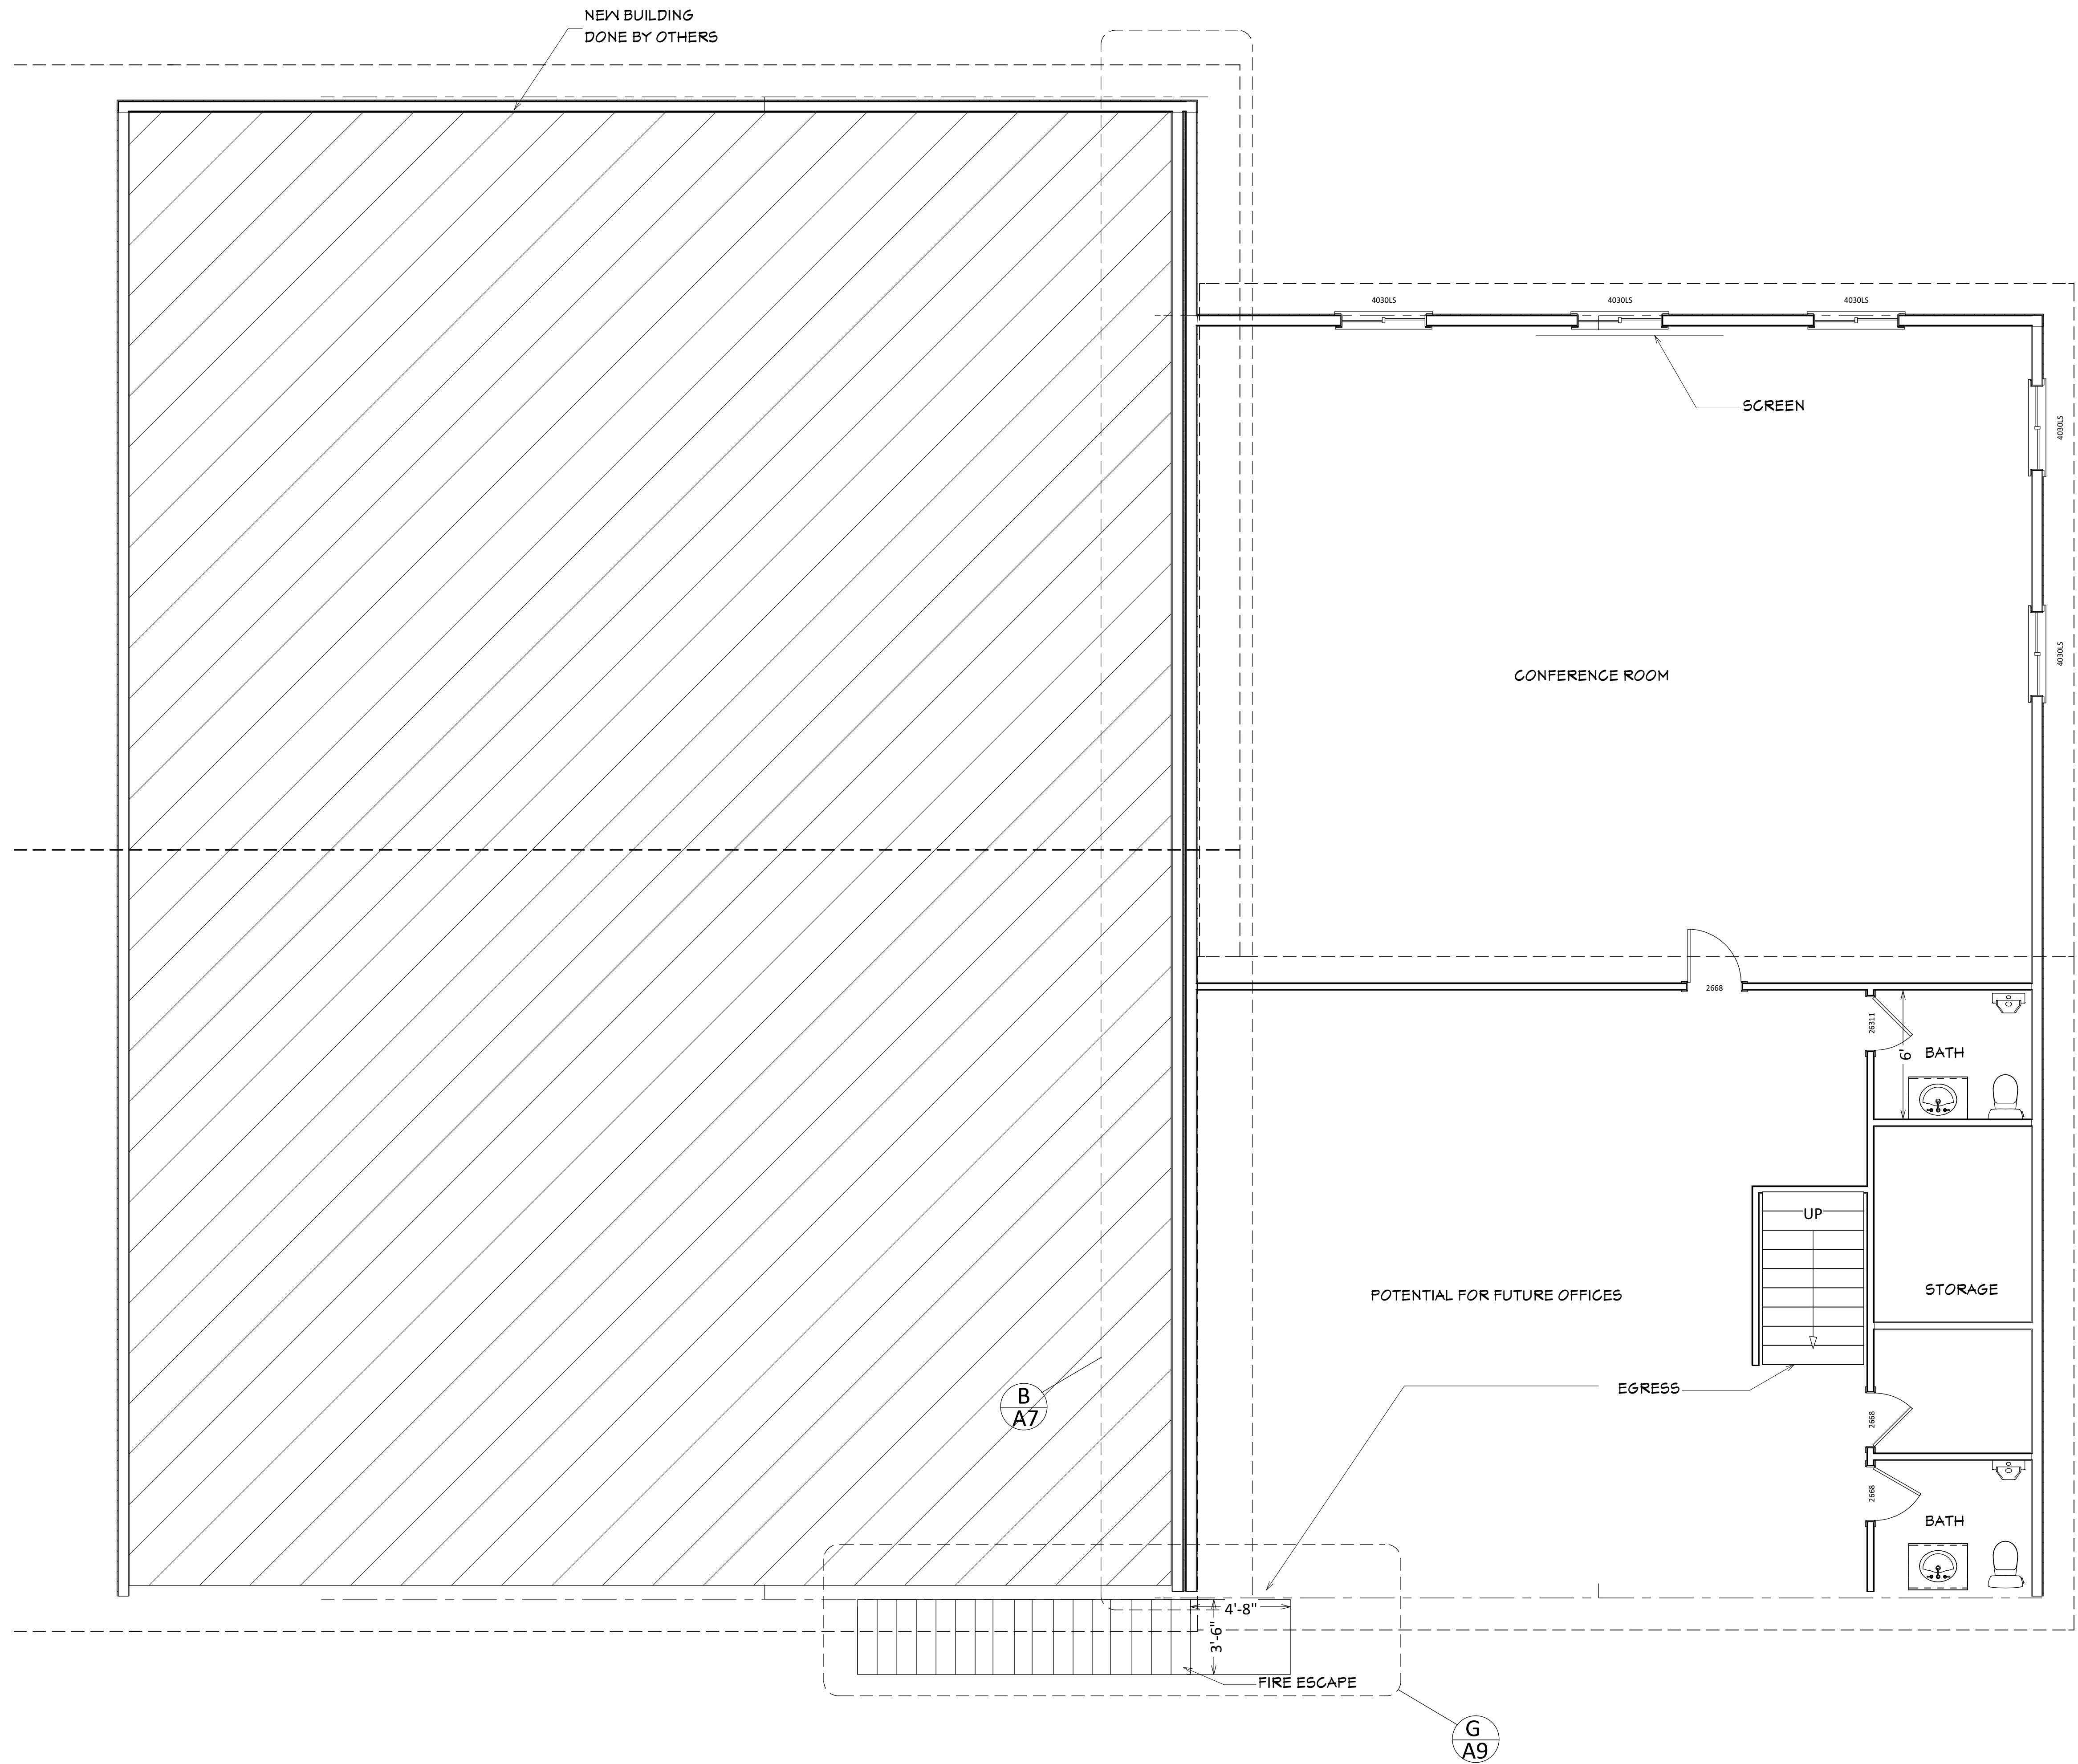 NEW BUILDING
DONE BY OTHERS
4030LS
4030LS
4030LS
SCREEN
4030LS
4030LS
CONFERENCE ROOM
2668
26311
6'
BATH
UP
STORAGE
POTENTIAL FOR FUTURE OFFICES
EGRESS
B
A7
2668
2668
BATH
4'-8"
3'-6"
FIRE ESCAPE
G
A9